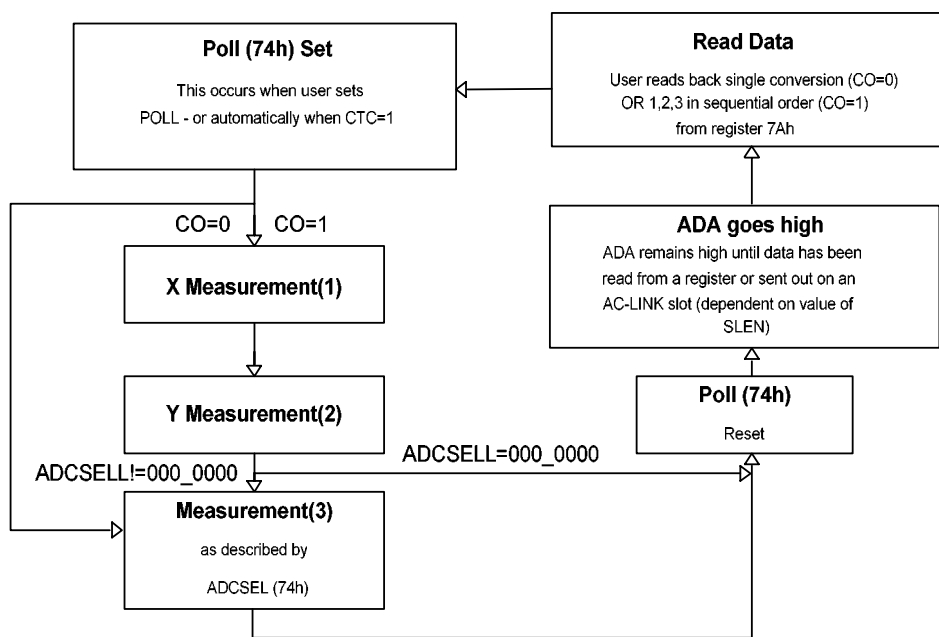 Poll (74h) Set
This occurs when user sets
POLL - or automatically when CTC=1
Read Data
User reads back single conversion (CO=0)
OR 1,2,3 in sequential order (CO=1)
from register 7Ah
CO=0
CO=1
X Measurement(1)
Y Measurement(2)
ADCSELL!=000_0000
ADCSELL=000_0000
Measurement(3)
as described by
ADCSEL (74h)
Poll (74h)
Reset
ADA goes high
ADA remains high until data has been
read from a register or sent out on an
AC-LINK slot (dependent on value of
SLEN)